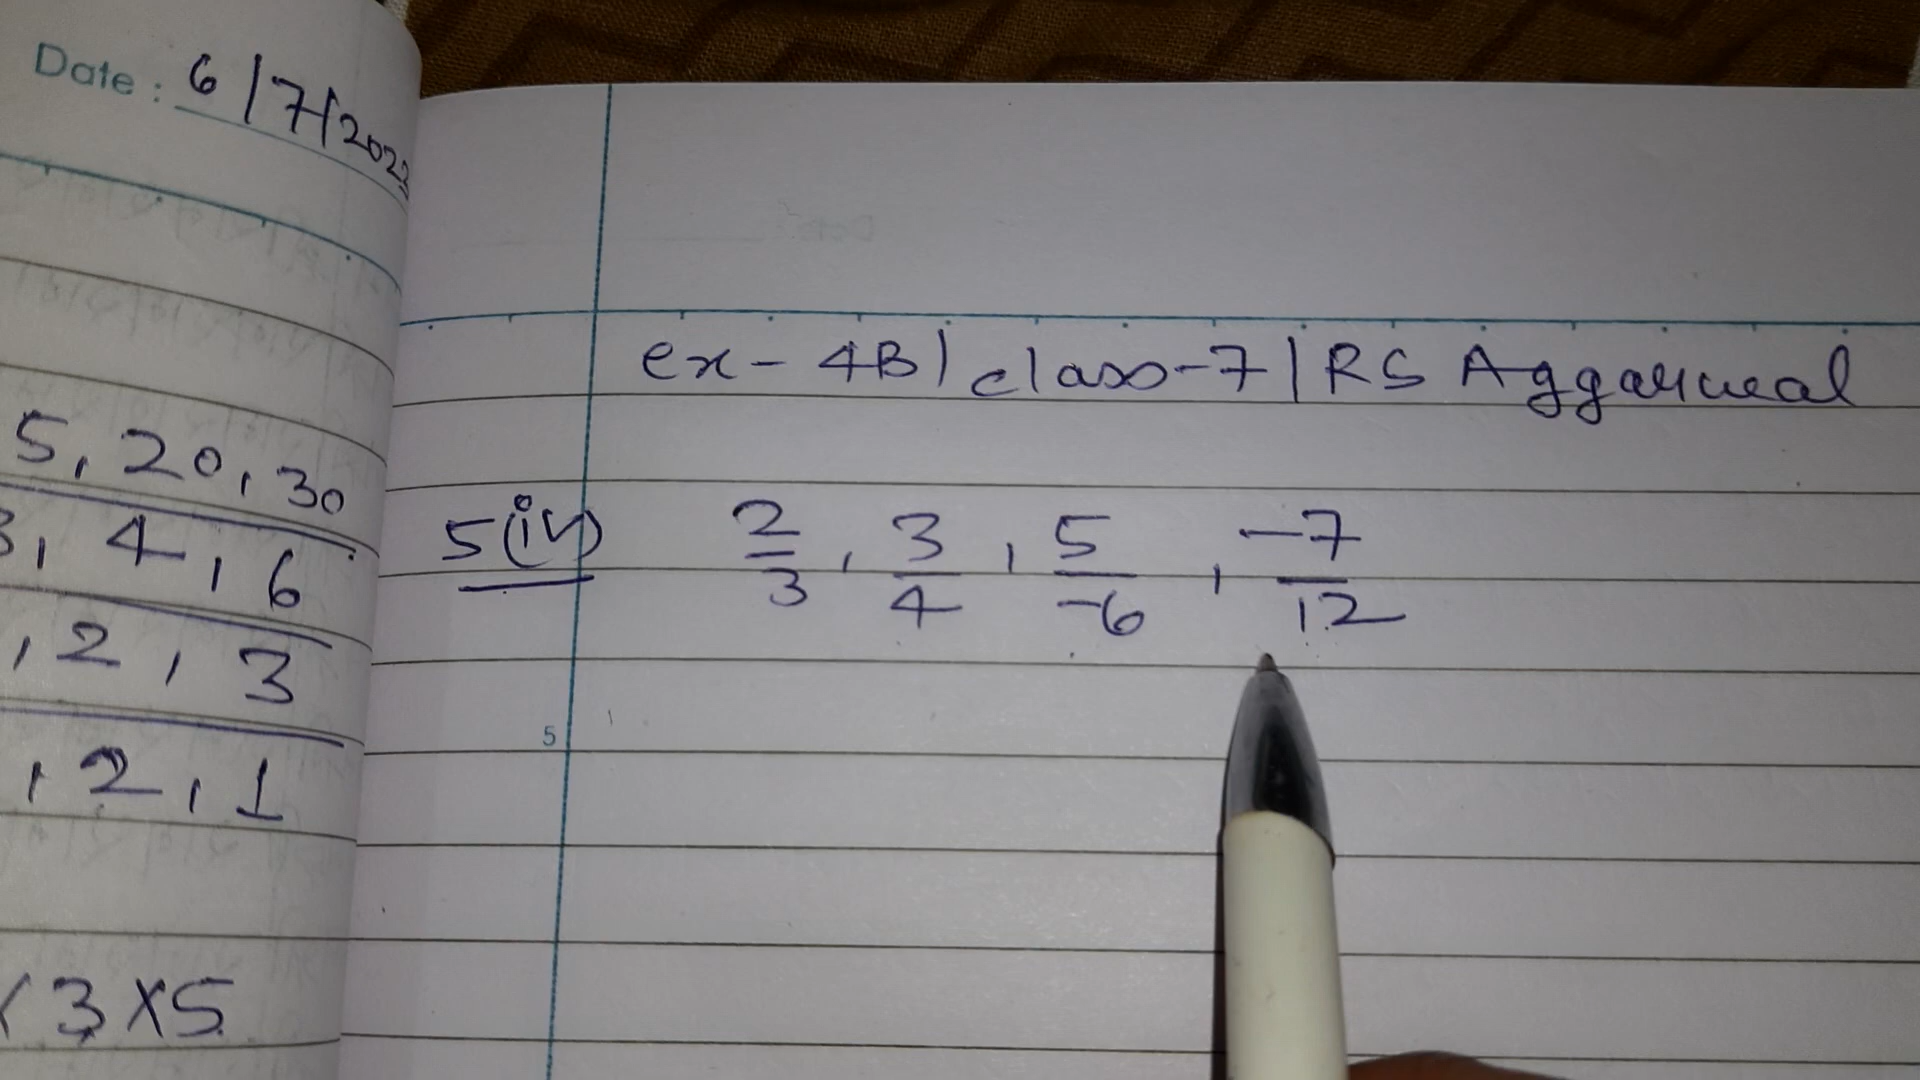 Date : 6/7/2022
5, 20, 30
3, 4, 6
, 2, 3
, 2, 1
× 3 × 5
ex - 4B | class - 7 | RS Aggarwal
5(iv) 2/3, 3/4, 5/-6, -7/12
5